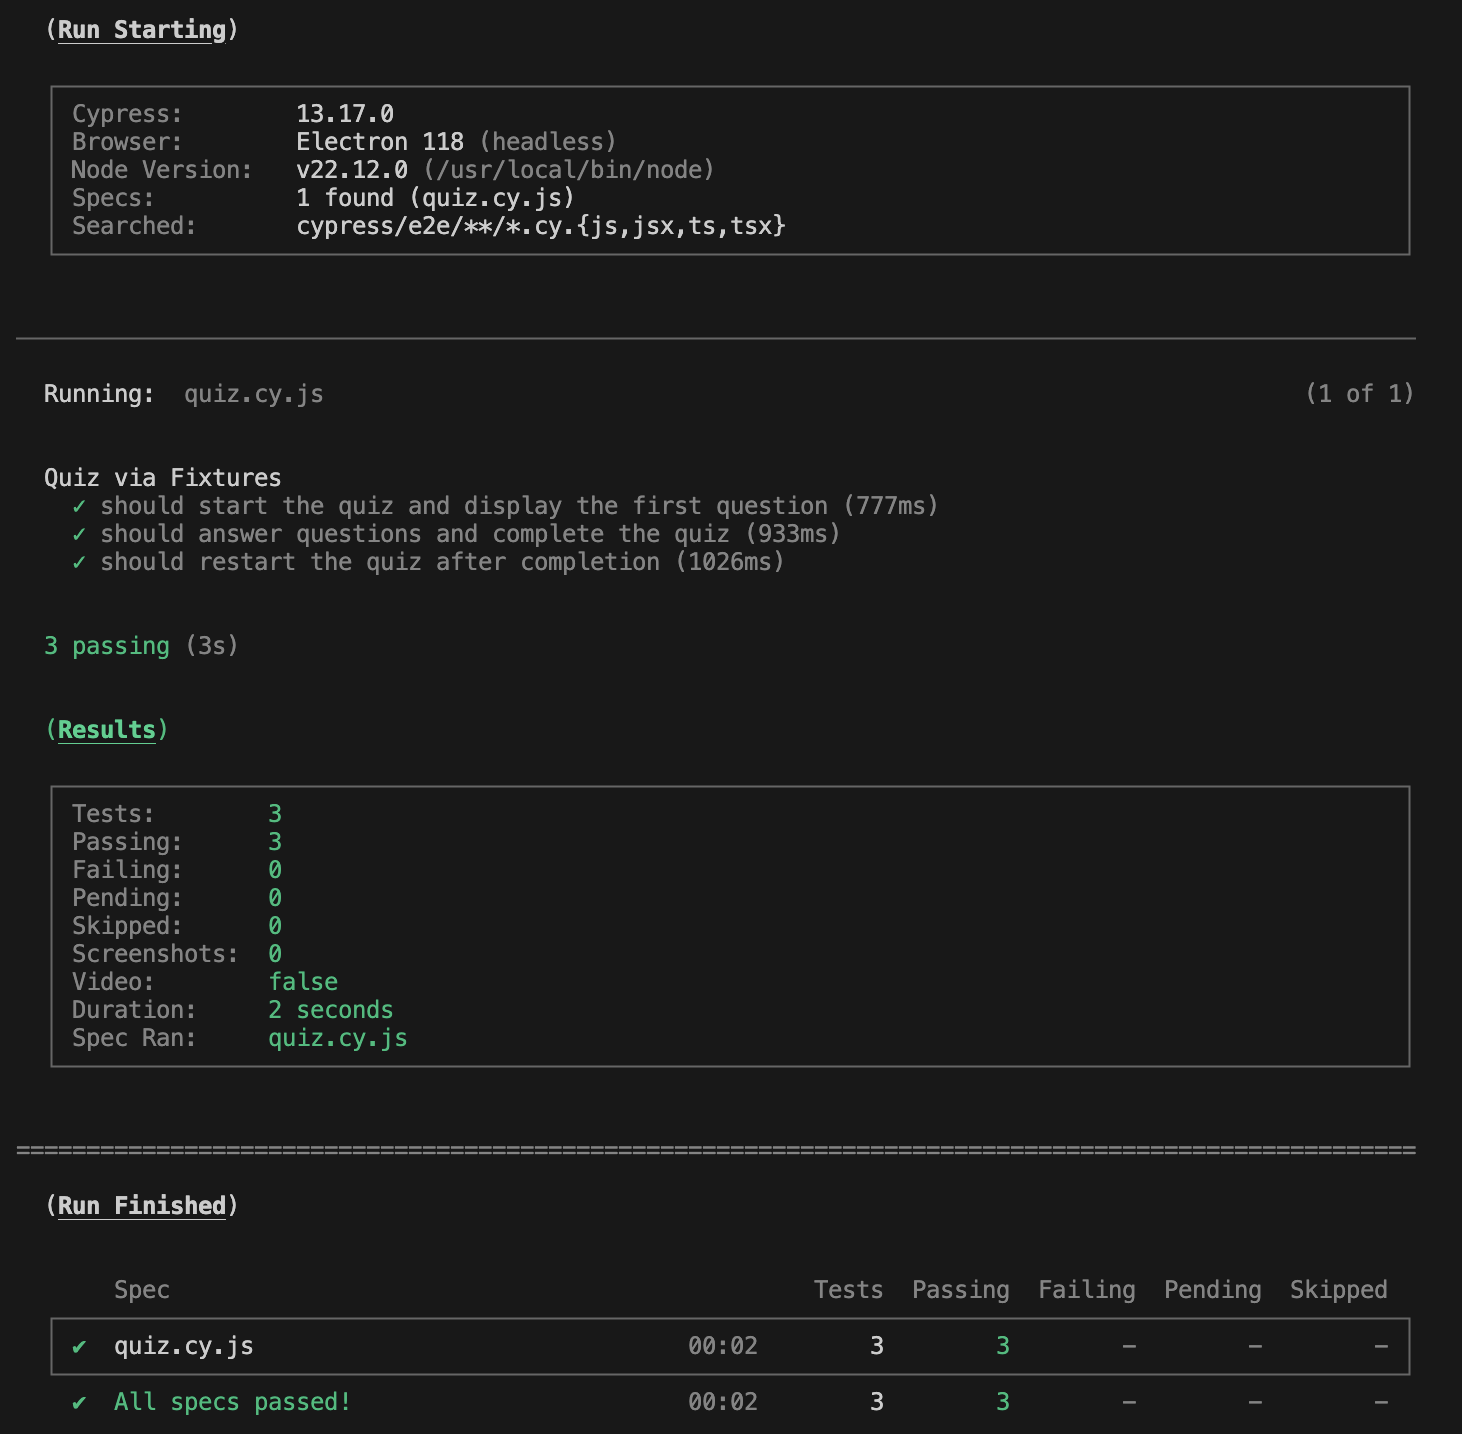 (Run Starting)
Cypress: 13.17.0
Browser: Electron 118 (headless)
Node Version: v22.12.0 (/usr/local/bin/node)
Specs: 1 found (quiz.cy.js)
Searched: cypress/e2e/**/*.cy.{js,jsx,ts,tsx}
Running: quiz.cy.js (1 of 1)
Quiz via Fixtures
✓ should start the quiz and display the first question (777ms)
✓ should answer questions and complete the quiz (933ms)
✓ should restart the quiz after completion (1026ms)
3 passing (3s)
(Results)
Tests: 3
Passing: 3
Failing: 0
Pending: 0
Skipped: 0
Screenshots: 0
Video: false
Duration: 2 seconds
Spec Ran: quiz.cy.js
====================================================================================================
(Run Finished)
Spec Tests Passing Failing Pending Skipped
✔ quiz.cy.js 00:02 3 3 – – –
✔ All specs passed! 00:02 3 3 – – –